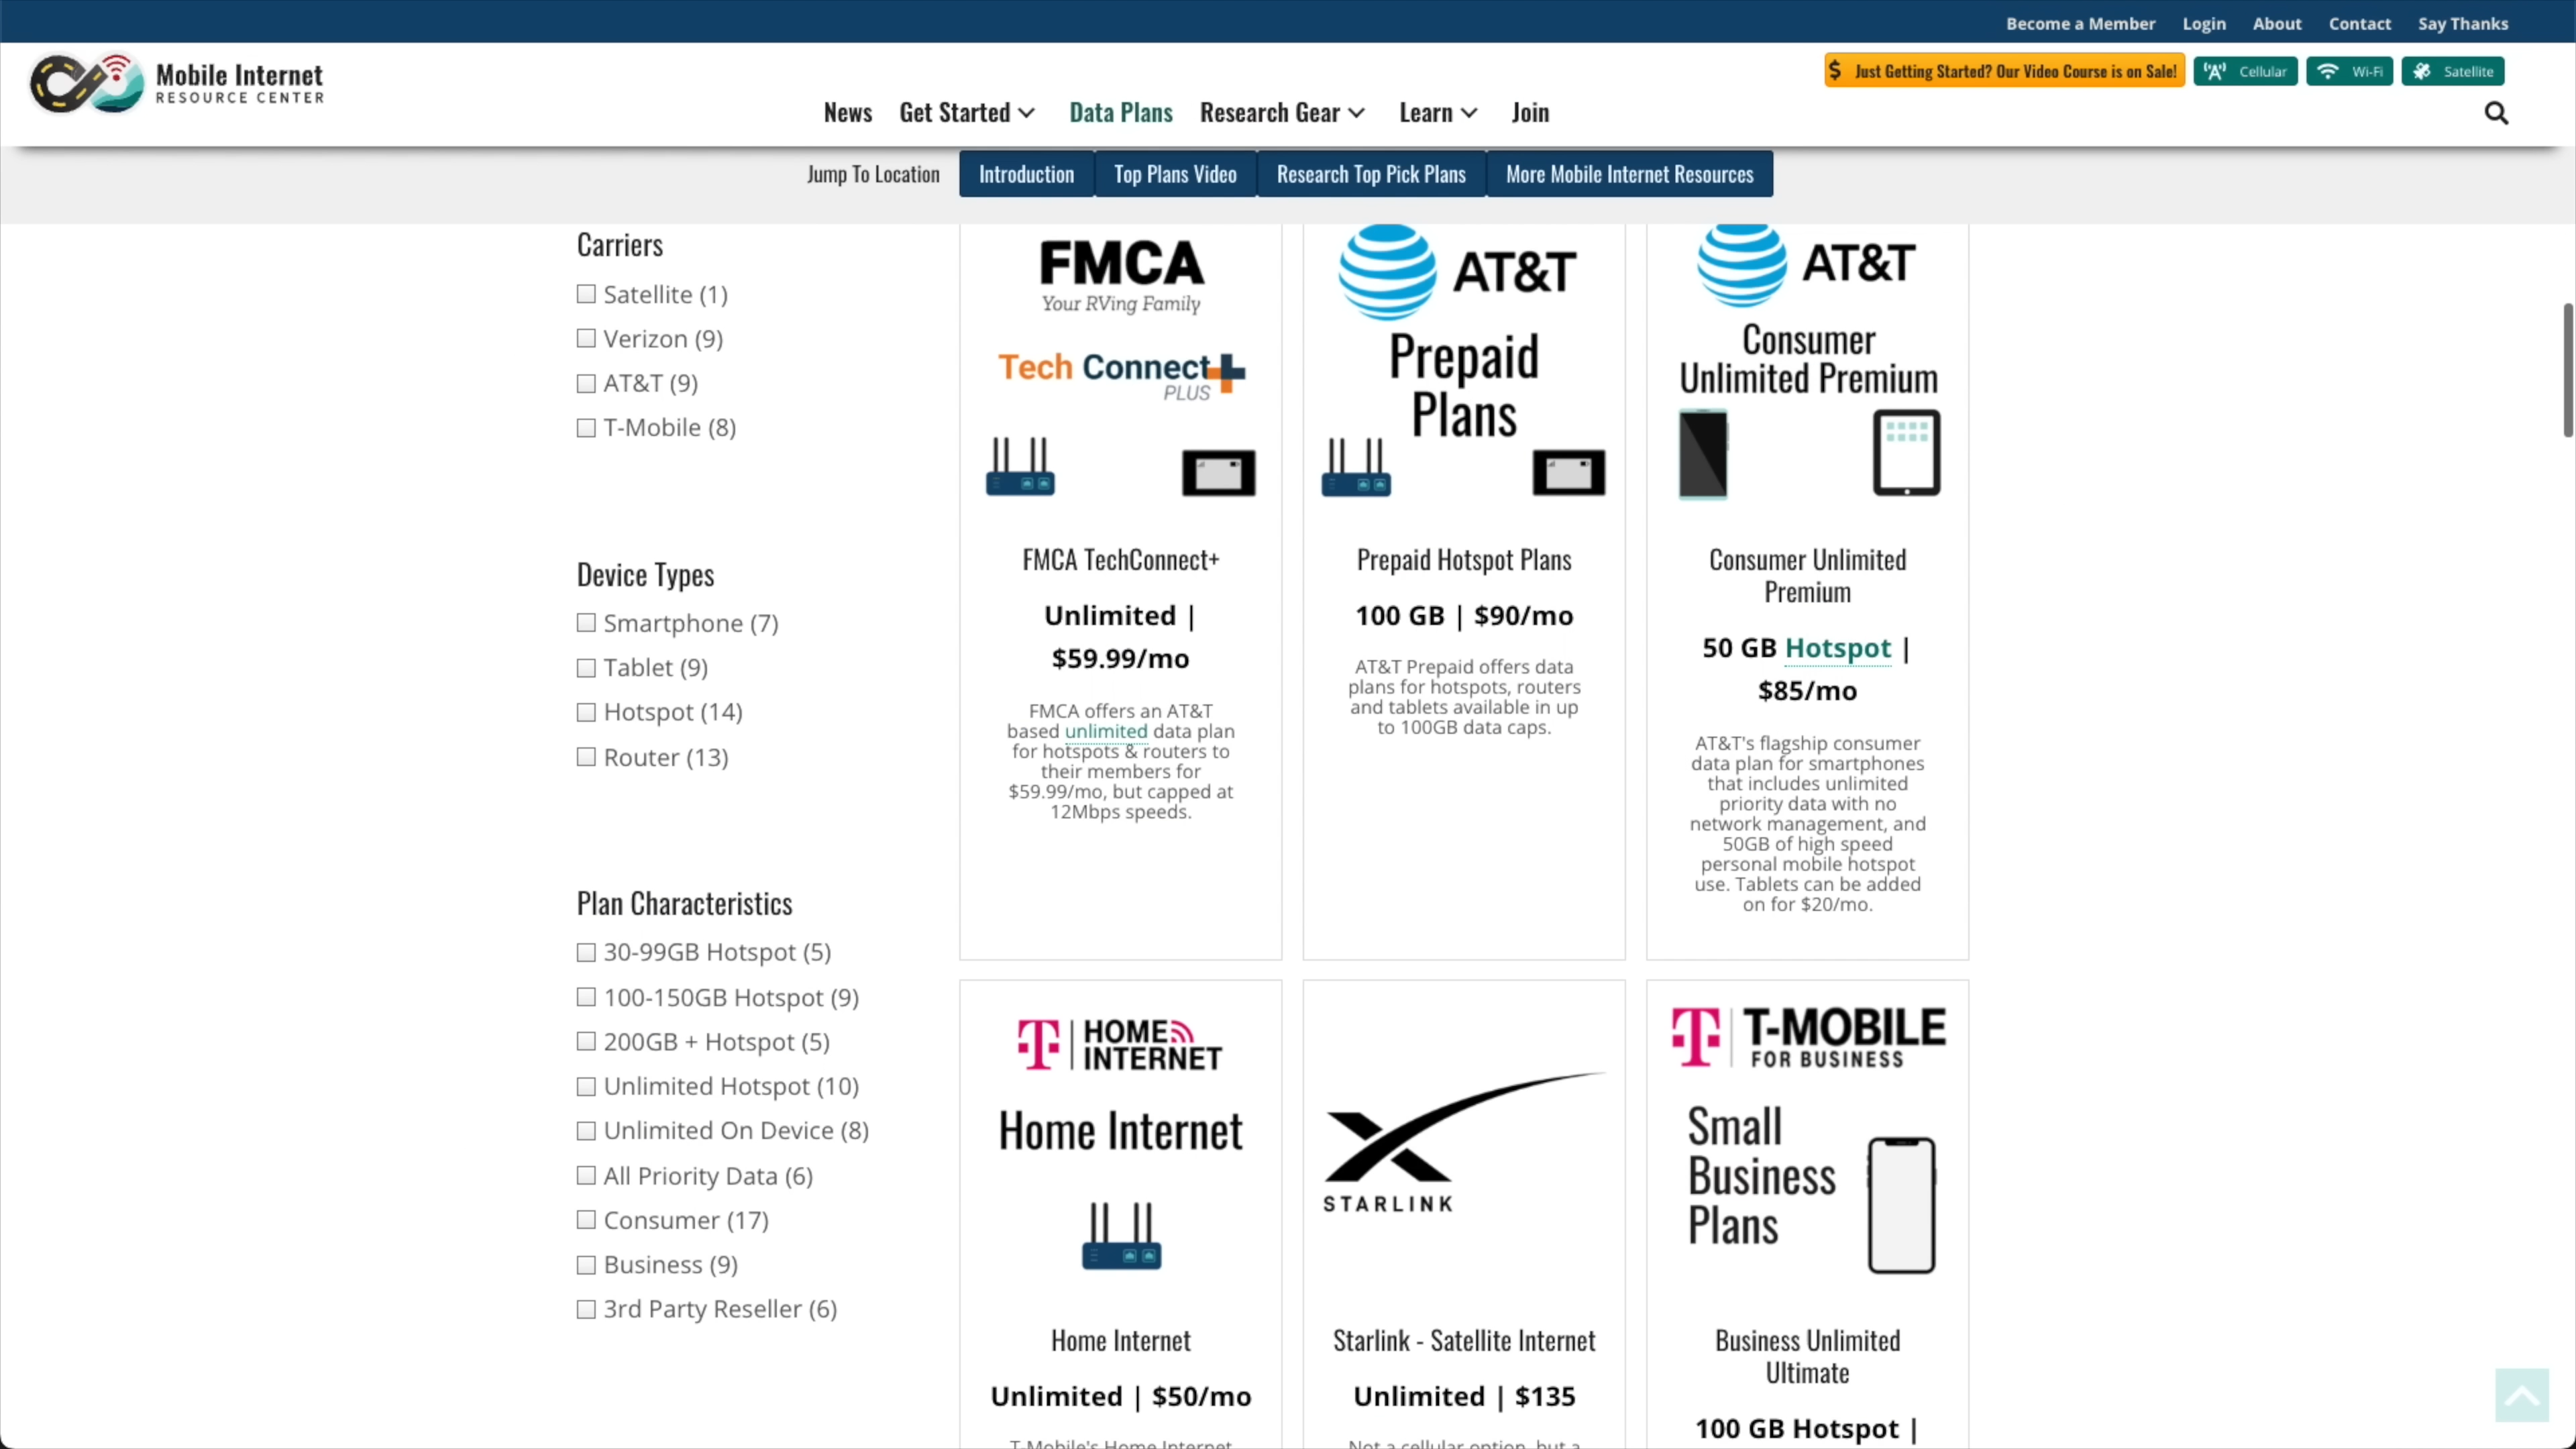 Become a Member Login About Contact Say Thanks
Mobile Internet
RESOURCE CENTER
$ Just Getting Started? Our Video Course is on Sale! Cellular Wi-Fi Satellite
News Get Started Data Plans Research Gear Learn Join
Jump To Location Introduction Top Plans Video Research Top Pick Plans More Mobile Internet Resources
Carriers
Satellite (1)
Verizon (9)
AT&T (9)
T-Mobile (8)
Device Types
Smartphone (7)
Tablet (9)
Hotspot (14)
Router (13)
Plan Characteristics
30-99GB Hotspot (5)
100-150GB Hotspot (9)
200GB + Hotspot (5)
Unlimited Hotspot (10)
Unlimited On Device (8)
All Priority Data (6)
Consumer (17)
Business (9)
3rd Party Reseller (6)
FMCA
Your RVing Family
Tech Connect
PLUS
FMCA TechConnect+
Unlimited |
$59.99/mo
FMCA offers an AT&T
based unlimited data plan
for hotspots & routers to
their members for
$59.99/mo, but capped at
12Mbps speeds.
AT&T
Prepaid
Plans
Prepaid Hotspot Plans
100 GB | $90/mo
AT&T Prepaid offers data
plans for hotspots, routers
and tablets available in up
to 100GB data caps.
AT&T
Consumer
Unlimited Premium
Consumer Unlimited
Premium
50 GB Hotspot |
$85/mo
AT&T's flagship consumer
data plan for smartphones
that includes unlimited
priority data with no
network management, and
50GB of high speed
personal mobile hotspot
use. Tablets can be added
on for $20/mo.
T HOME
INTERNET
Home Internet
Home Internet
Unlimited | $50/mo
T-Mobile's Home Internet
STARLINK
Starlink - Satellite Internet
Unlimited | $135
Not a cellular option, but a
T T-MOBILE
FOR BUSINESS
Small
Business
Plans
Business Unlimited
Ultimate
100 GB Hotspot |